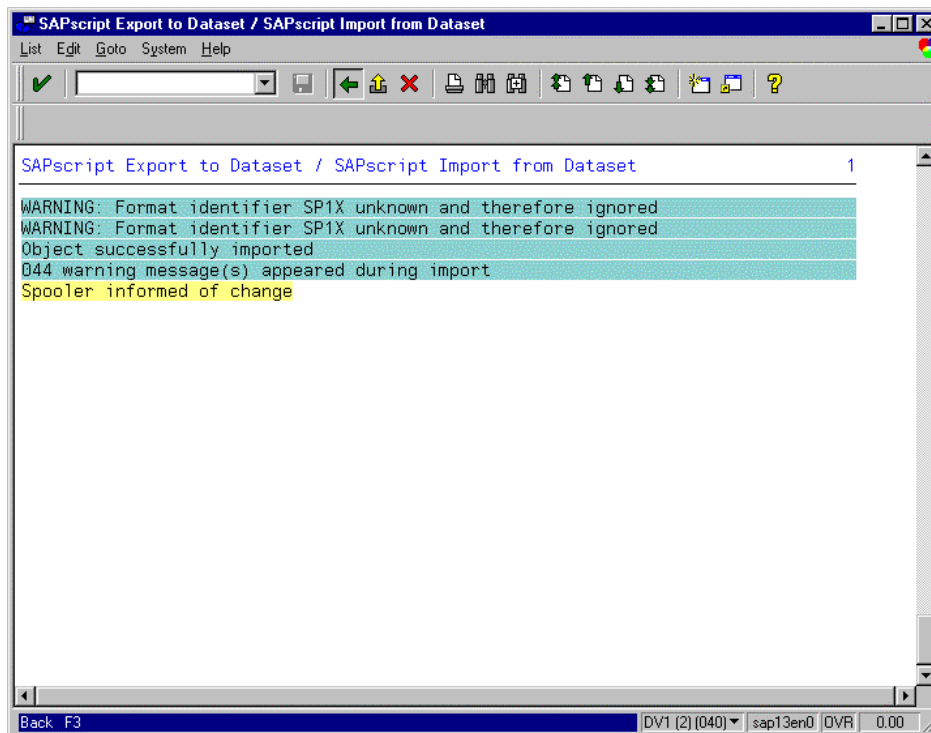 SAPscript Export to Dataset / SAPscript Import from Dataset
List Edit Goto System Help
SAPscript Export to Dataset / SAPscript Import from Dataset 1
WARNING: Format identifier SP1X unknown and therefore ignored
WARNING: Format identifier SP1X unknown and therefore ignored
Object successfully imported
044 warning message(s) appeared during import
Spooler informed of change
Back F3 DV1 (2) (040) sap13en0 OVR 0.00